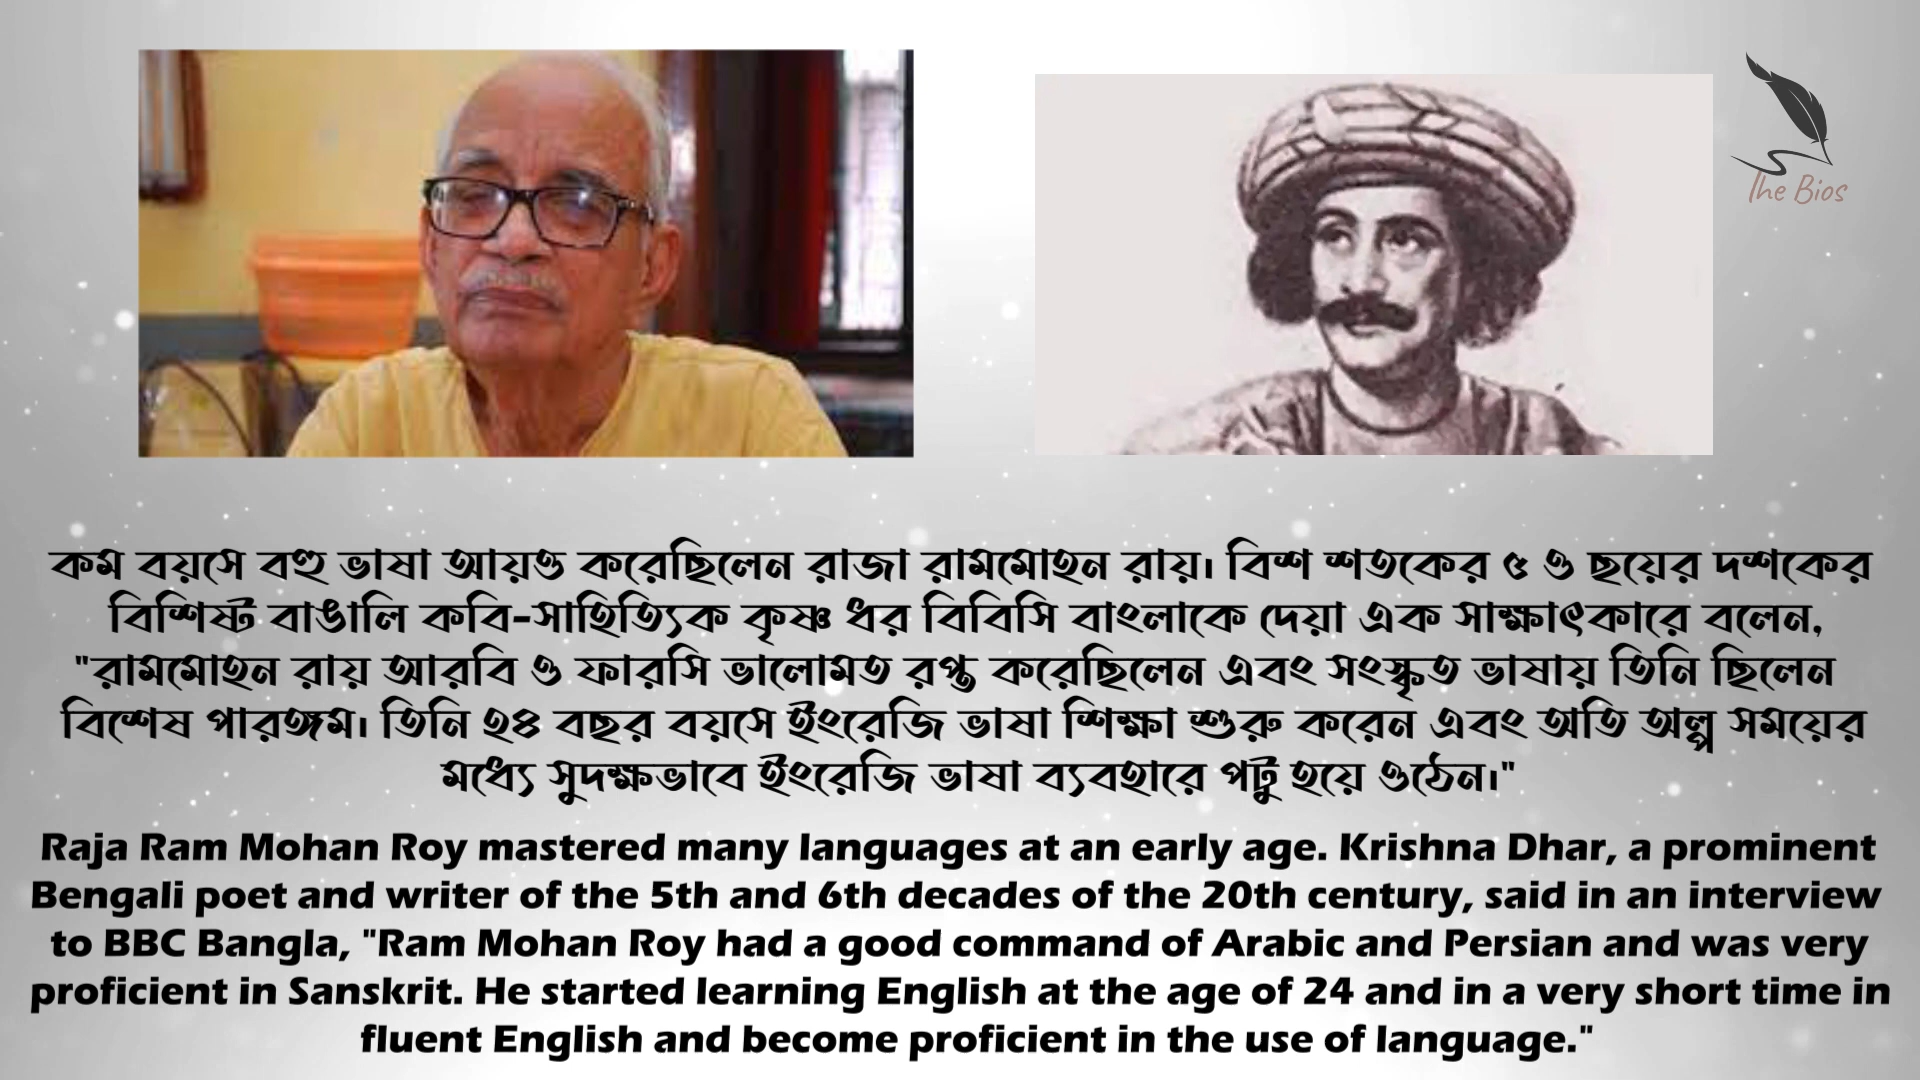 The Bios
কম বয়সে বহু ভাষা আয়ও করেছিলেন রাজা রামমোহন রায়। বিশ শতকের ৫ ও ছয়ের দশকের
বিশিষ্ট বাঙালি কবি-সাহিত্যিক কৃষ্ণ ধর বিবিসি বাংলাকে দেয়া এক সাক্ষাৎকারে বলেন,
"রামমোহন রায় আরবি ও ফারসি ভালোমত রপ্ত করেছিলেন এবং সংস্কৃত ভাষায় তিনি ছিলেন
বিশেষ পারঙ্গম। তিনি ২৪ বছর বয়সে ইংরেজি ভাষা শিক্ষা শুরু করেন এবং অতি অল্প সময়ের
মধ্যে সুদক্ষভাবে ইংরেজি ভাষা ব্যবহারে পটু হয়ে ওঠেন।"
Raja Ram Mohan Roy mastered many languages at an early age. Krishna Dhar, a prominent
Bengali poet and writer of the 5th and 6th decades of the 20th century, said in an interview
to BBC Bangla, "Ram Mohan Roy had a good command of Arabic and Persian and was very
proficient in Sanskrit. He started learning English at the age of 24 and in a very short time in
fluent English and become proficient in the use of language."